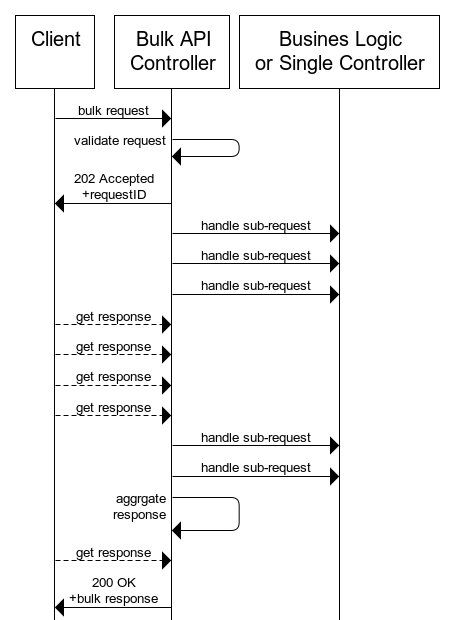 Client
Bulk API
Controller
Busines Logic
or Single Controller
bulk request
validate request
202 Accepted
+requestID
handle sub-request
handle sub-request
handle sub-request
get response
get response
get response
get response
handle sub-request
handle sub-request
aggrgate
response
get response
200 OK
+bulk response